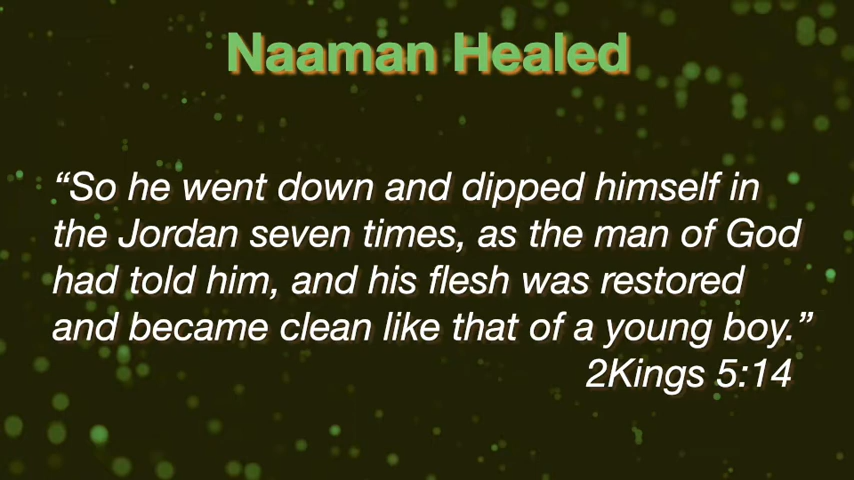 Naaman Healed
“So he went down and dipped himself in
the Jordan seven times, as the man of God
had told him, and his flesh was restored
and became clean like that of a young boy.”
2Kings 5:14